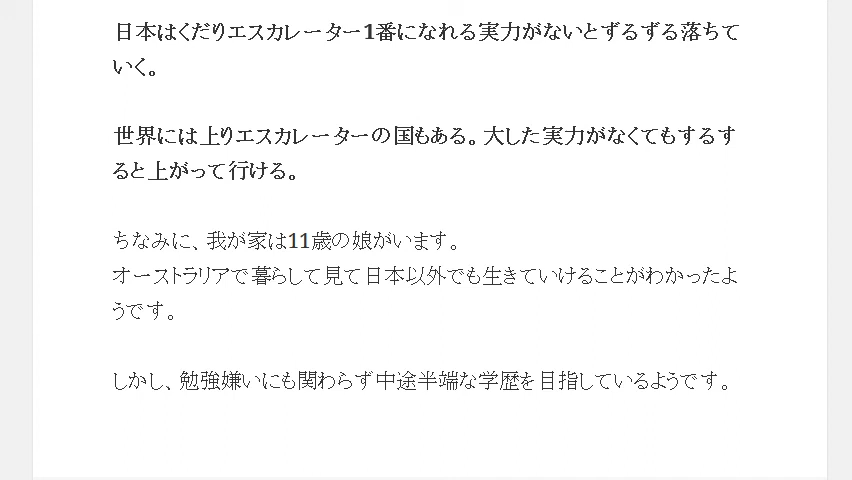 日本はくだりエスカレーター1番になれる実力がないとずるずる落ちて
いく。
世界には上りエスカレーターの国もある。大した実力がなくてもするす
ると上がって行ける。
ちなみに、我が家は11歳の娘がいます。
オーストラリアで暮らして見て日本以外でも生きていけることがわかったよ
うです。
しかし、勉強嫌いにも関わらず中途半端な学歴を目指しているようです。